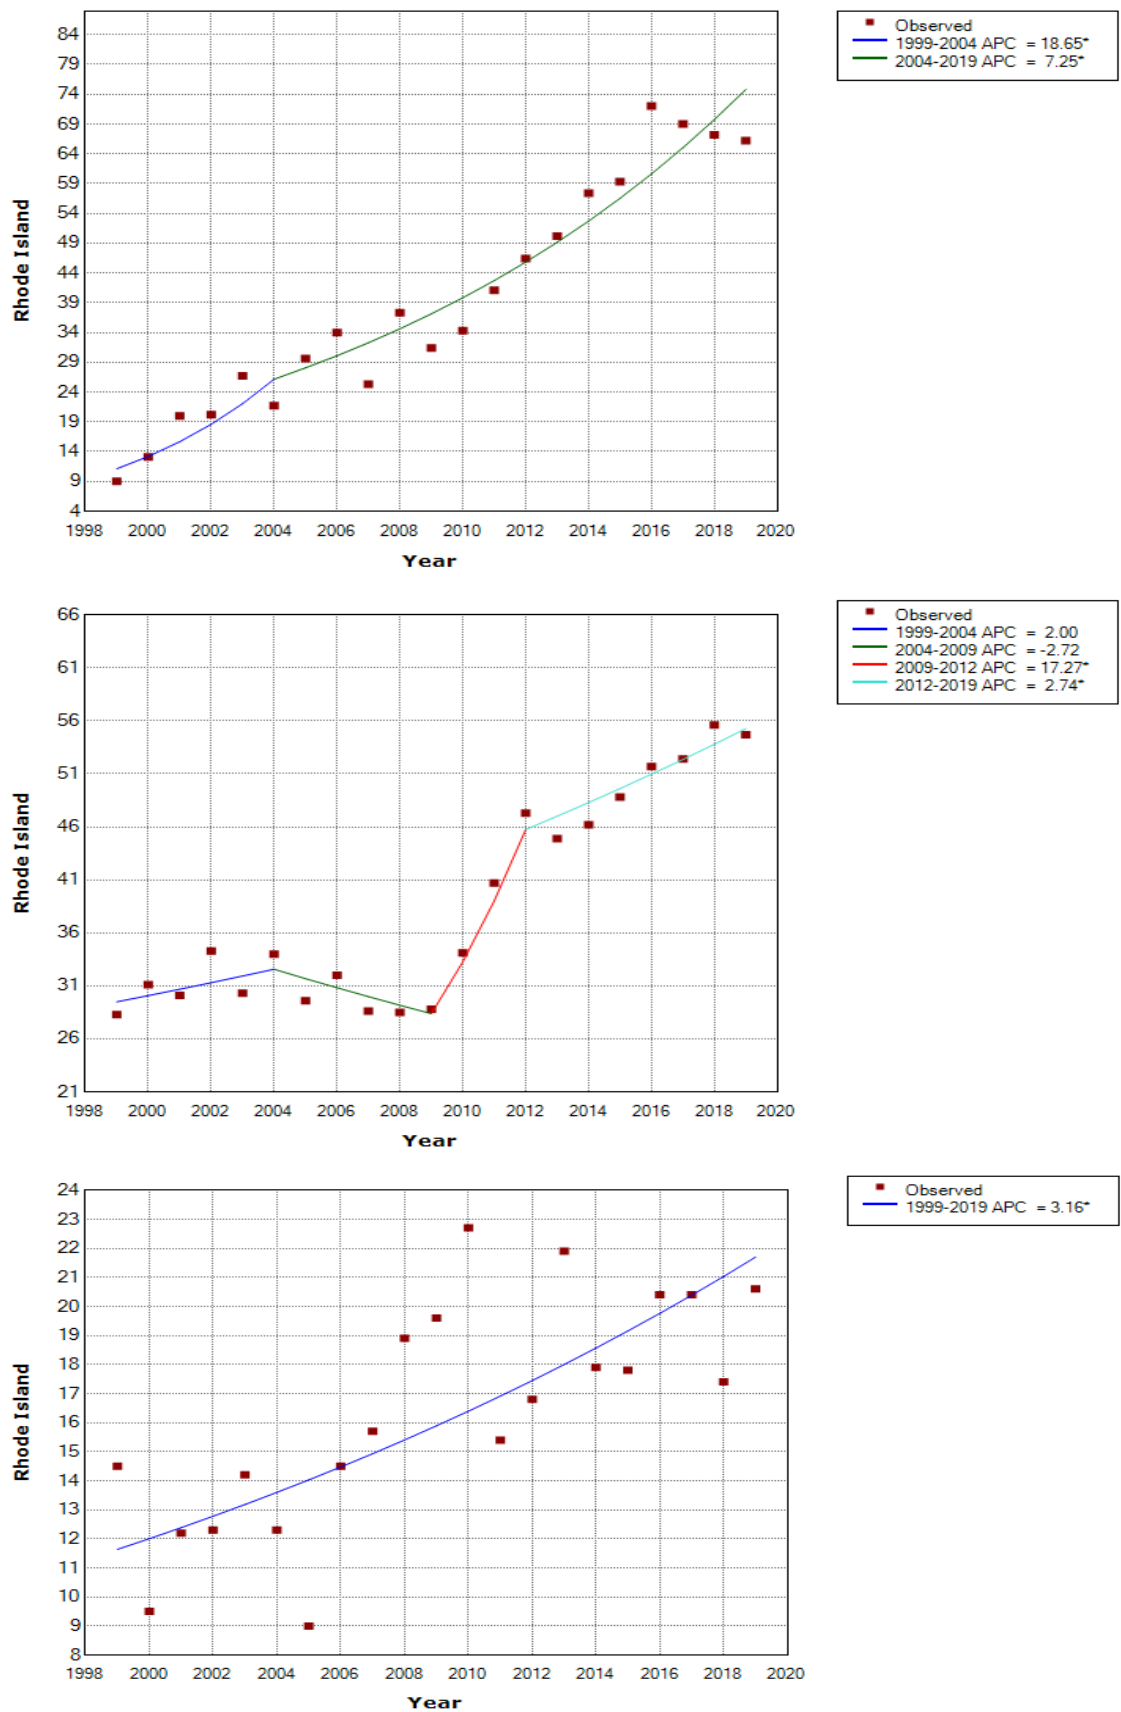 84
79
74
69
64
59
54
49
44
39
34
29
24
19
14
9
4
Rhode Island
1998 2000 2002 2004 2006 2008 2010 2012 2014 2016 2018 2020
Year
Observed
1999-2004 APC = 18.65*
2004-2019 APC = 7.25*
66
61
56
51
46
41
36
31
26
21
Rhode Island
1998 2000 2002 2004 2006 2008 2010 2012 2014 2016 2018 2020
Year
Observed
1999-2004 APC = 2.00
2004-2009 APC = -2.72
2009-2012 APC = 17.27*
2012-2019 APC = 2.74*
24
23
22
21
20
19
18
17
16
15
14
13
12
11
10
9
8
Rhode Island
1998 2000 2002 2004 2006 2008 2010 2012 2014 2016 2018 2020
Year
Observed
1999-2019 APC = 3.16*